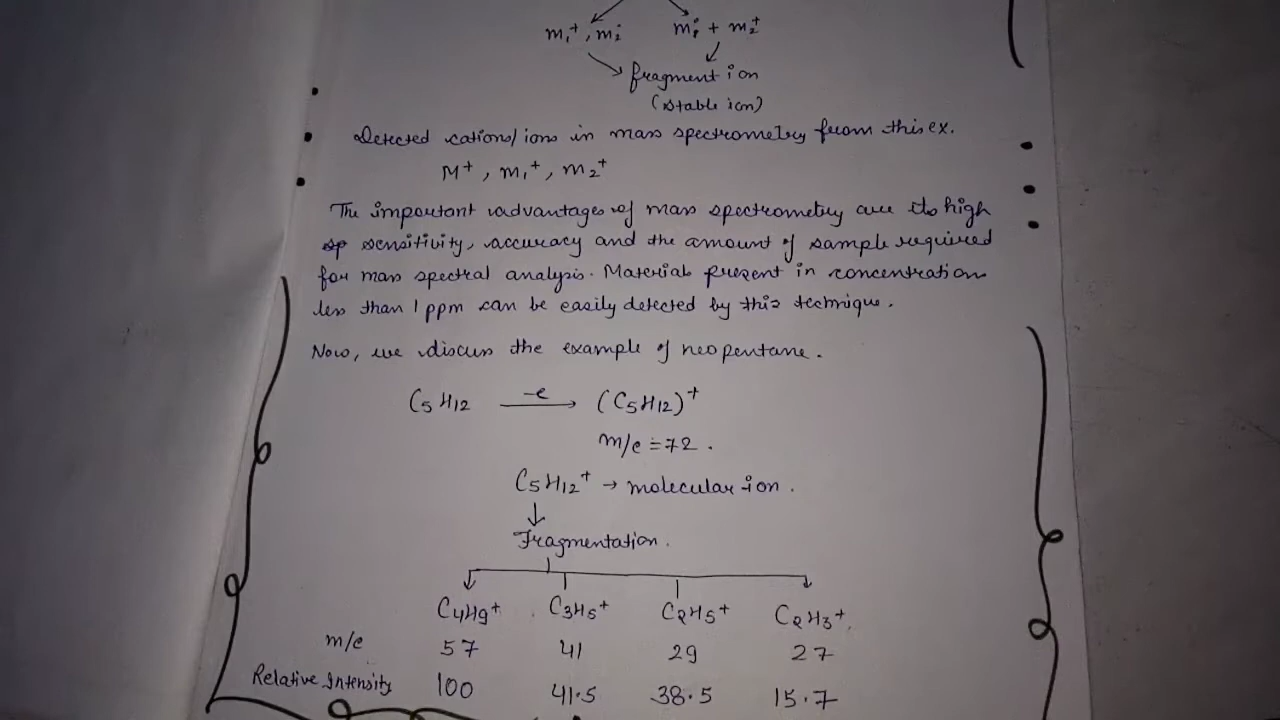 m₁⁺, m₂• m₁• + m₂⁺
fragment ion
(stable ion)
Detected cations/ions in mass spectrometry from this ex.
M⁺, m₁⁺, m₂⁺
The important advantages of mass spectrometry are its high
sp sensitivity, accuracy and the amount of sample required
for mass spectral analysis. Material present in concentration
less than 1 ppm can be easily detected by this technique.
Now, we discuss the example of neopentane.
C₅H₁₂ —e→ (C₅H₁₂)⁺
m/e = 72.
C₅H₁₂⁺ → molecular ion.
↓
Fragmentation.
C₄H₉⁺ C₃H₅⁺ C₂H₅⁺ C₂H₃⁺.
m/e 57 41 29 27
Relative Intensity 100 41.5 38.5 15.7